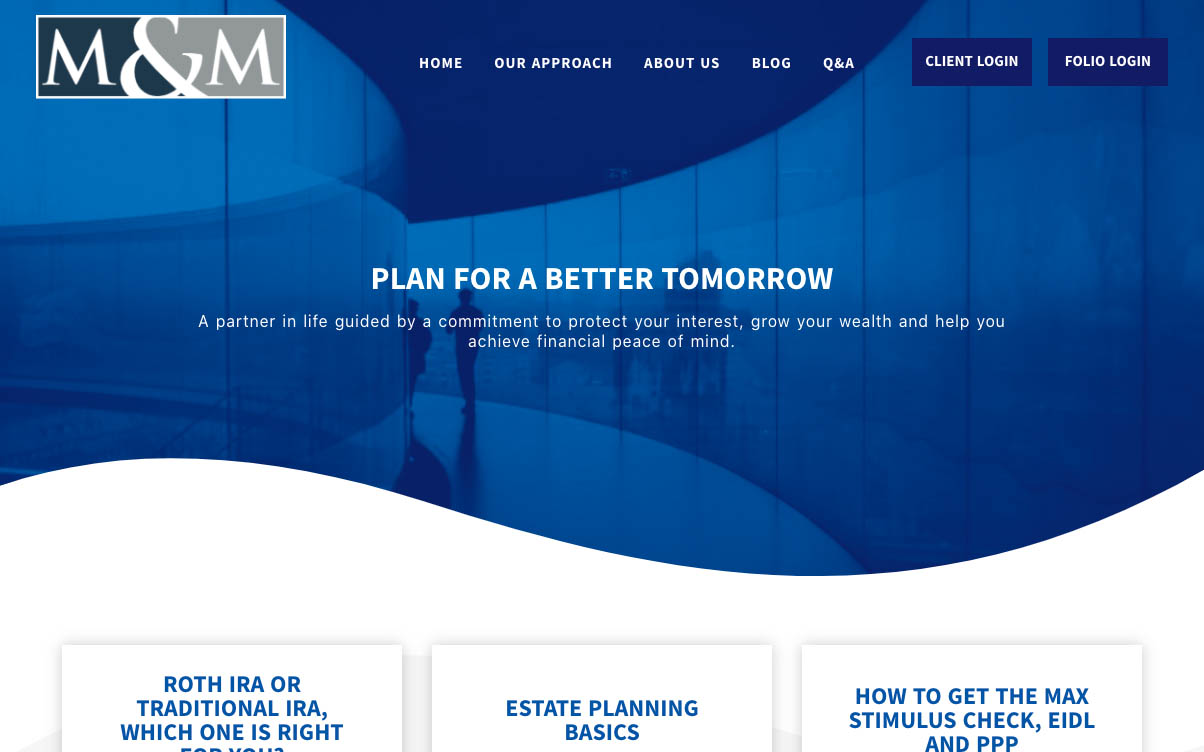 M&M
HOME OUR APPROACH ABOUT US BLOG Q&A CLIENT LOGIN FOLIO LOGIN
PLAN FOR A BETTER TOMORROW
A partner in life guided by a commitment to protect your interest, grow your wealth and help you
achieve financial peace of mind.
ROTH IRA OR
TRADITIONAL IRA,
WHICH ONE IS RIGHT
FOR YOU?
ESTATE PLANNING
BASICS
HOW TO GET THE MAX
STIMULUS CHECK, EIDL
AND PPP